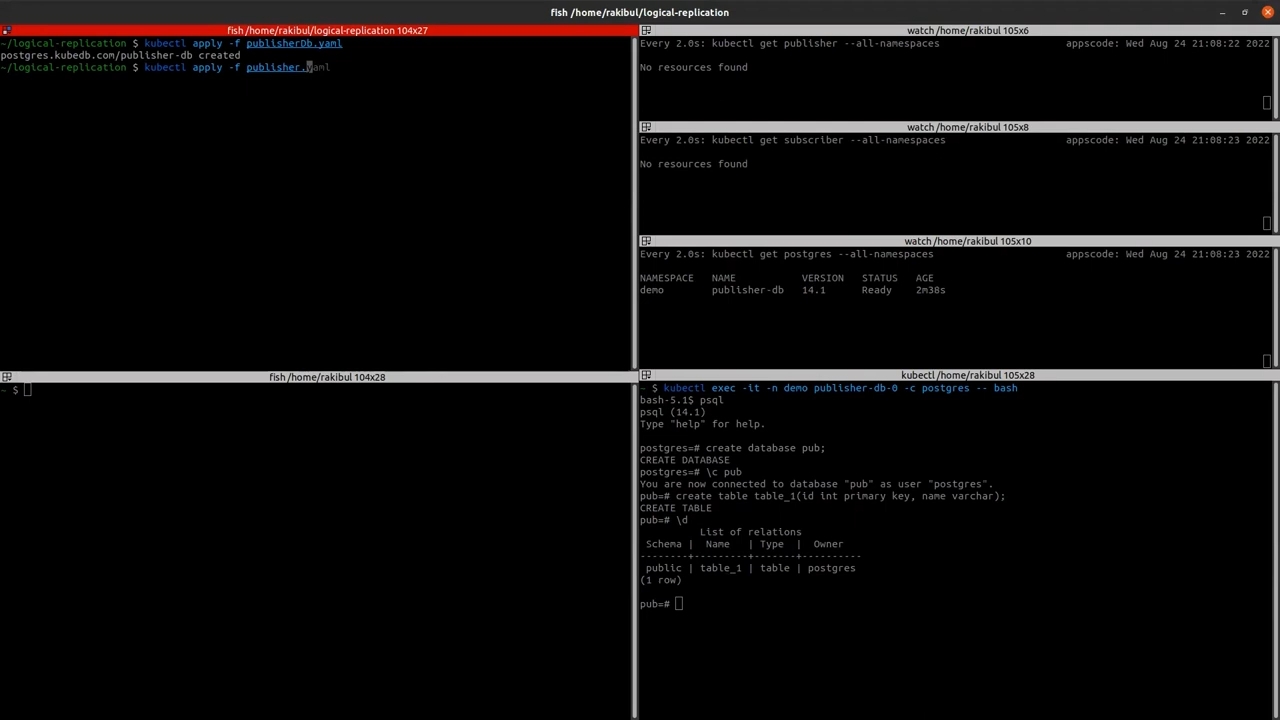 fish /home/rakibul/logical-replication
fish /home/rakibul/logical-replication 104x27
~/logical-replication $ kubectl apply -f publisherDb.yaml
postgres.kubedb.com/publisher-db created
~/logical-replication $ kubectl apply -f publisher.yaml
watch /home/rakibul 105x6
Every 2.0s: kubectl get publisher --all-namespaces appscode: Wed Aug 24 21:08:22 2022
No resources found
watch /home/rakibul 105x8
Every 2.0s: kubectl get subscriber --all-namespaces appscode: Wed Aug 24 21:08:23 2022
No resources found
watch /home/rakibul 105x10
Every 2.0s: kubectl get postgres --all-namespaces appscode: Wed Aug 24 21:08:23 2022
NAMESPACE NAME VERSION STATUS AGE
demo publisher-db 14.1 Ready 2m38s
fish /home/rakibul 104x28
~ $
kubectl /home/rakibul 105x28
~ $ kubectl exec -it -n demo publisher-db-0 -c postgres -- bash
bash-5.1$ psql
psql (14.1)
Type "help" for help.
postgres=# create database pub;
CREATE DATABASE
postgres=# \c pub
You are now connected to database "pub" as user "postgres".
pub=# create table table_1(id int primary key, name varchar);
CREATE TABLE
pub=# \d
List of relations
Schema | Name | Type | Owner
--------+---------+-------+----------
public | table_1 | table | postgres
(1 row)
pub=#